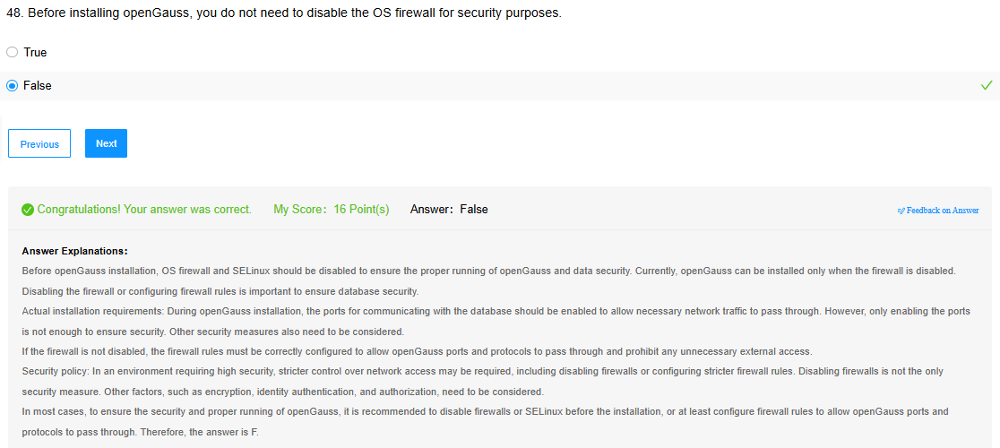 48. Before installing openGauss, you do not need to disable the OS firewall for security purposes.
True
False
Previous
Next
Congratulations! Your answer was correct. My Score: 16 Point(s) Answer: False
Feedback on Answer
Answer Explanations:
Before openGauss installation, OS firewall and SELinux should be disabled to ensure the proper running of openGauss and data security. Currently, openGauss can be installed only when the firewall is disabled.
Disabling the firewall or configuring firewall rules is important to ensure database security.
Actual installation requirements: During openGauss installation, the ports for communicating with the database should be enabled to allow necessary network traffic to pass through. However, only enabling the ports
is not enough to ensure security. Other security measures also need to be considered.
If the firewall is not disabled, the firewall rules must be correctly configured to allow openGauss ports and protocols to pass through and prohibit any unnecessary external access.
Security policy: In an environment requiring high security, stricter control over network access may be required, including disabling firewalls or configuring stricter firewall rules. Disabling firewalls is not the only
security measure. Other factors, such as encryption, identity authentication, and authorization, need to be considered.
In most cases, to ensure the security and proper running of openGauss, it is recommended to disable firewalls or SELinux before the installation, or at least configure firewall rules to allow openGauss ports and
protocols to pass through. Therefore, the answer is F.